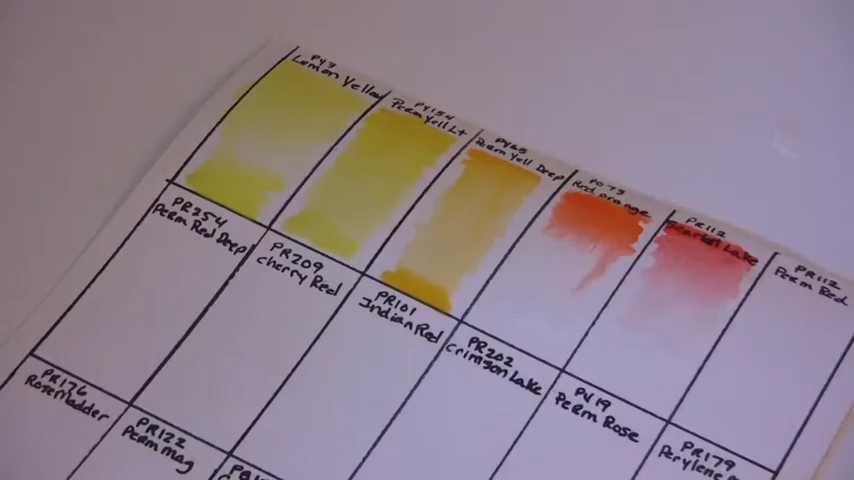 PY3
Lemon Yellow
PY154
Perm Yell Lt
PY65
Perm Yell Deep
PO73
Red orange
PR112
Scarlet Lake
PR112
Perm Red
PR254
Perm Red Deep
PR209
cherry Red
PR101
Indian Red
PR202
Crimson Lake
PV19
Perm Rose
PR179
PR176
Rose Madder
PR122
Perm Mag